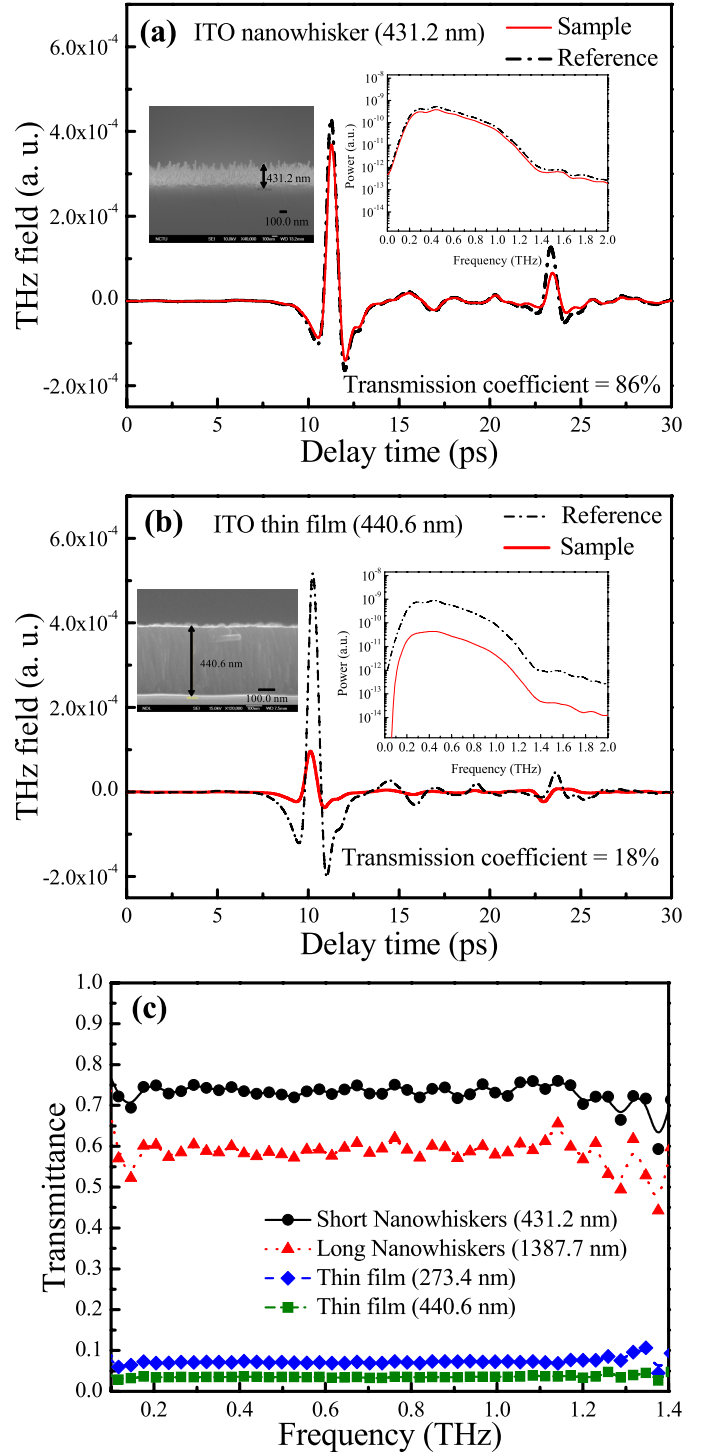 (a) ITO nanowhisker (431.2 nm)
Sample
Reference
THz field (a. u.)
6.0x10⁻⁴
4.0x10⁻⁴
2.0x10⁻⁴
0.0
-2.0x10⁻⁴
431.2 nm
100.0 nm
NCTU
Power (a.u.)
10⁻⁸
10⁻⁹
10⁻¹⁰
10⁻¹¹
10⁻¹²
10⁻¹³
10⁻¹⁴
0.0 0.2 0.4 0.6 0.8 1.0 1.2 1.4 1.6 1.8 2.0
Frequency (THz)
Transmission coefficient = 86%
0 5 10 15 20 25 30
Delay time (ps)
(b) ITO thin film (440.6 nm)
Reference
Sample
THz field (a. u.)
6.0x10⁻⁴
4.0x10⁻⁴
2.0x10⁻⁴
0.0
-2.0x10⁻⁴
440.6 nm
100.0 nm
NDL
Power (a.u.)
10⁻⁸
10⁻⁹
10⁻¹⁰
10⁻¹¹
10⁻¹²
10⁻¹³
10⁻¹⁴
0.0 0.2 0.4 0.6 0.8 1.0 1.2 1.4 1.6 1.8 2.0
Frequency (THz)
Transmission coefficient = 18%
0 5 10 15 20 25 30
Delay time (ps)
(c)
Transmittance
1.0
0.9
0.8
0.7
0.6
0.5
0.4
0.3
0.2
0.1
0.0
Short Nanowhiskers (431.2 nm)
Long Nanowhiskers (1387.7 nm)
Thin film (273.4 nm)
Thin film (440.6 nm)
0.2 0.4 0.6 0.8 1.0 1.2 1.4
Frequency (THz)